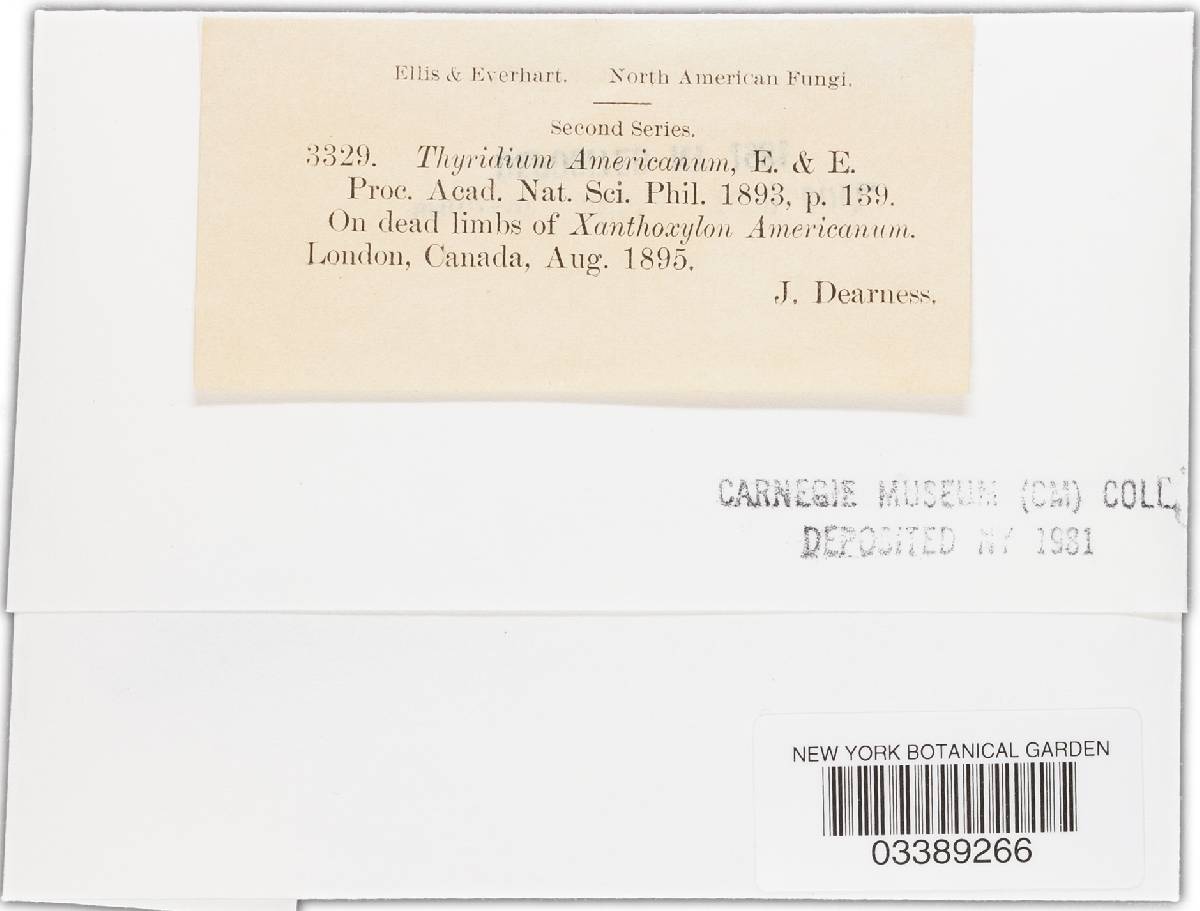 Ellis & Everhart. North American Fungi.
Second Series.
3329. Thyridium Americanum, E. & E.
Proc. Acad. Nat. Sci. Phil. 1893, p. 139.
On dead limbs of Xanthoxylon Americanum.
London, Canada, Aug. 1895.
J. Dearness.
CARNEGIE MUSEUM (CM) COLL.
DEPOSITED NY 1981
NEW YORK BOTANICAL GARDEN
03389266